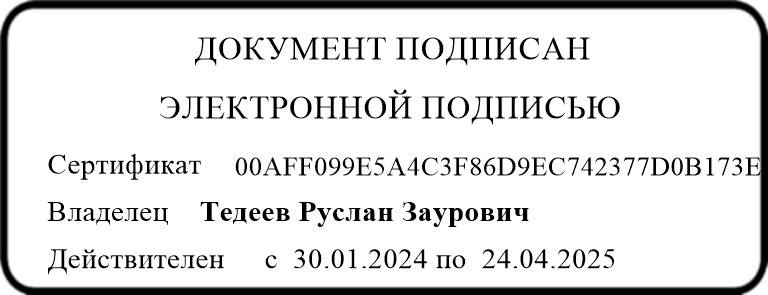 ДОКУМЕНТ ПОДПИСАН
ЭЛЕКТРОННОЙ ПОДПИСЬЮ
Сертификат 00AFF099E5A4C3F86D9EC742377D0B173E
Владелец Тедеев Руслан Заурович
Действителен с 30.01.2024 по 24.04.2025